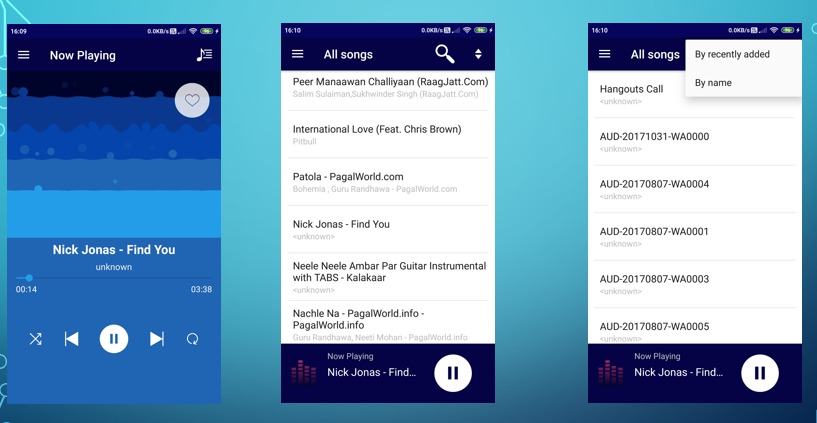 16:09
0.0KB/s
Now Playing
Nick Jonas - Find You
unknown
00:14
03:38
16:10
0.0KB/s
All songs
Peer Manaawan Challiyaan (RaagJatt.Com)
Salim Sulaiman,Sukhwinder Singh (RaagJatt.Com)
International Love (Feat. Chris Brown)
Pitbull
Patola - PagalWorld.com
Bohemia , Guru Randhawa - PagalWorld.com
Nick Jonas - Find You
<unknown>
Neele Neele Ambar Par Guitar Instrumental
with TABS - Kalakaar
<unknown>
Nachle Na - PagalWorld.info -
PagalWorld.info
Guru Randhawa, Neeti Mohan - PagalWorld.info
Now Playing
Nick Jonas - Find...
16:10
0.0KB/s
All songs
By recently added
By name
Hangouts Call
<unknown>
AUD-20171031-WA0000
<unknown>
AUD-20170807-WA0004
<unknown>
AUD-20170807-WA0001
<unknown>
AUD-20170807-WA0003
<unknown>
AUD-20170807-WA0005
<unknown>
Now Playing
Nick Jonas - Find...